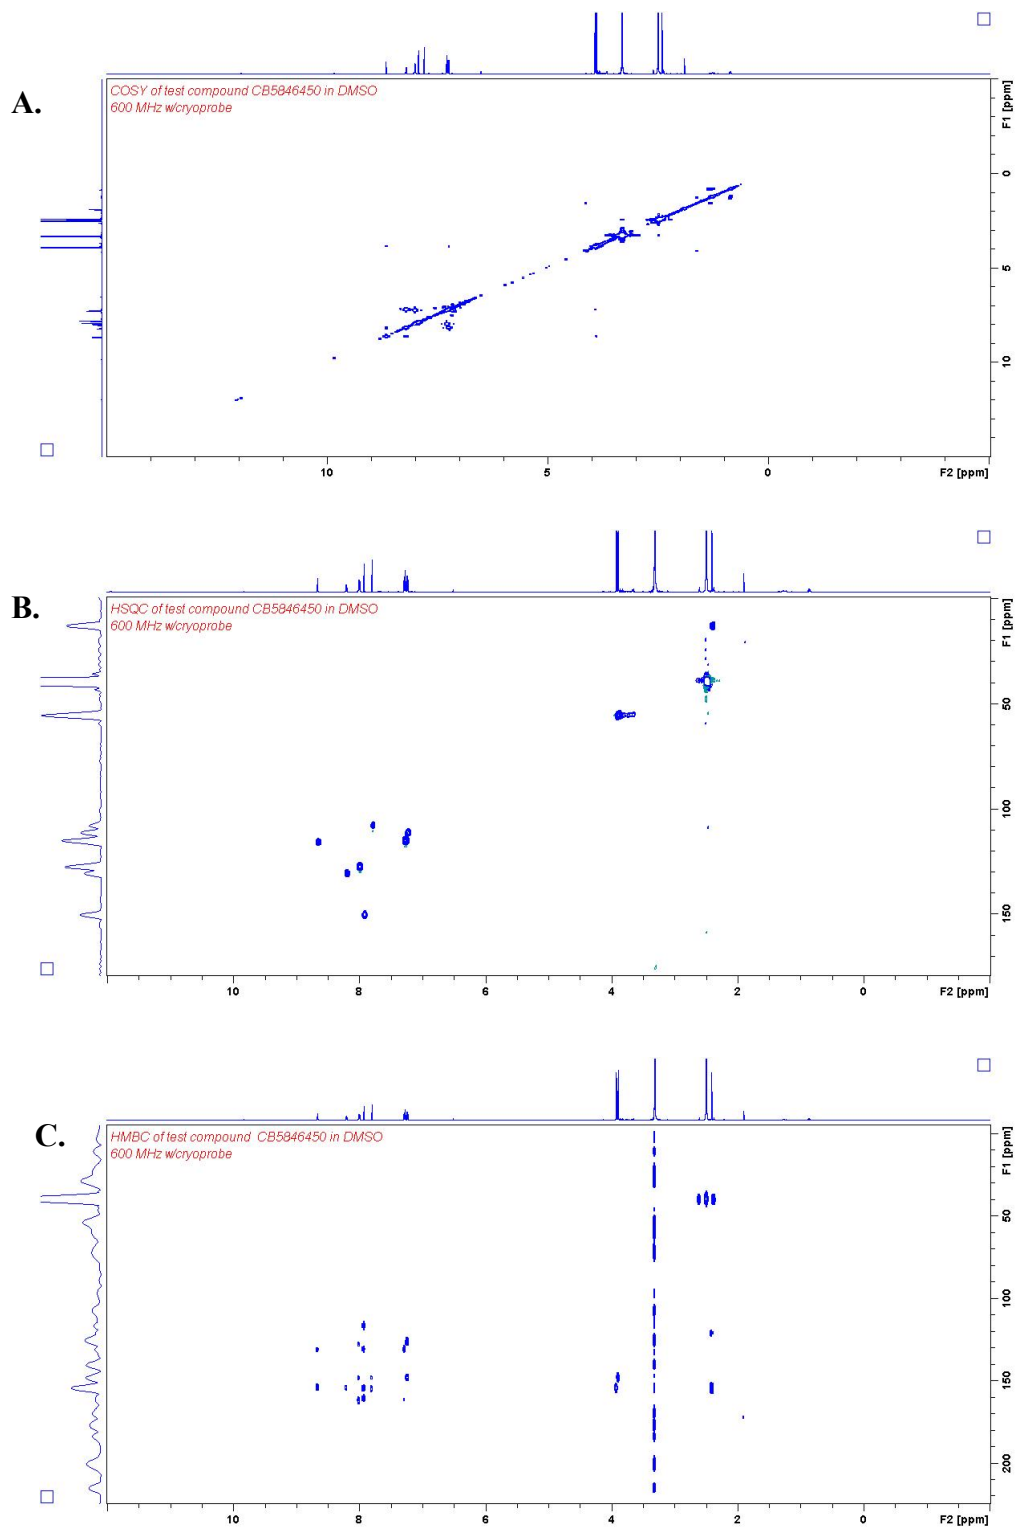 A.
COSY of test compound CB5846450 in DMSO
600 MHz w/cryoprobe
F1 [ppm]
0
5
10
10 5 0 F2 [ppm]
B.
HSQC of test compound CB5846450 in DMSO
600 MHz w/cryoprobe
F1 [ppm]
50
100
150
10 8 6 4 2 0 F2 [ppm]
C.
HMBC of test compound CB5846450 in DMSO
600 MHz w/cryoprobe
F1 [ppm]
50
100
150
200
10 8 6 4 2 0 F2 [ppm]